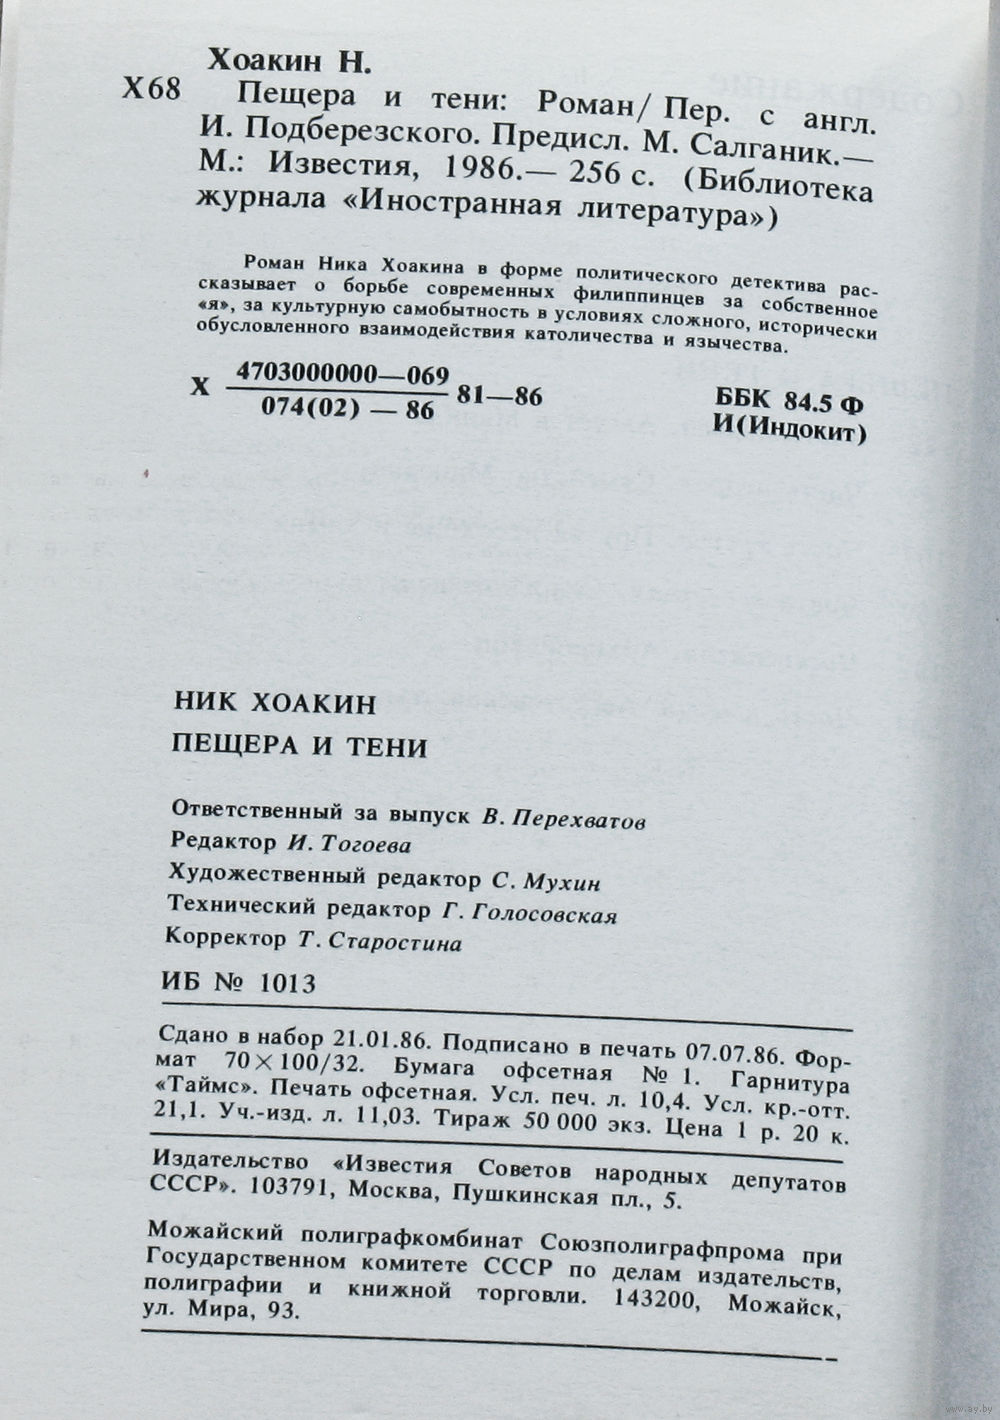 Хоакин Н.
Х68 Пещера и тени: Роман/ Пер. с англ.
И. Подберезского. Предисл. М. Салганик.—
М.: Известия, 1986.— 256 с. (Библиотека
журнала «Иностранная литература»)
Роман Ника Хоакина в форме политического детектива рас-
сказывает о борьбе современных филиппинцев за собственное
«я», за культурную самобытность в условиях сложного, исторически
обусловленного взаимодействия католичества и язычества.
Х 4703000000—069 81—86
074(02) — 86
ББК 84.5 Ф
И(Индокит)
НИК ХОАКИН
ПЕЩЕРА И ТЕНИ
Ответственный за выпуск В. Перехватов
Редактор И. Тогоева
Художественный редактор С. Мухин
Технический редактор Г. Голосовская
Корректор Т. Старостина
ИБ № 1013
Сдано в набор 21.01.86. Подписано в печать 07.07.86. Фор-
мат 70×100/32. Бумага офсетная № 1. Гарнитура
«Таймс». Печать офсетная. Усл. печ. л. 10,4. Усл. кр.-отт.
21,1. Уч.-изд. л. 11,03. Тираж 50 000 экз. Цена 1 р. 20 к.
Издательство «Известия Советов народных депутатов
СССР». 103791, Москва, Пушкинская пл., 5.
Можайский полиграфкомбинат Союзполиграфпрома при
Государственном комитете СССР по делам издательств,
полиграфии и книжной торговли. 143200, Можайск,
ул. Мира, 93.
www.ay.by